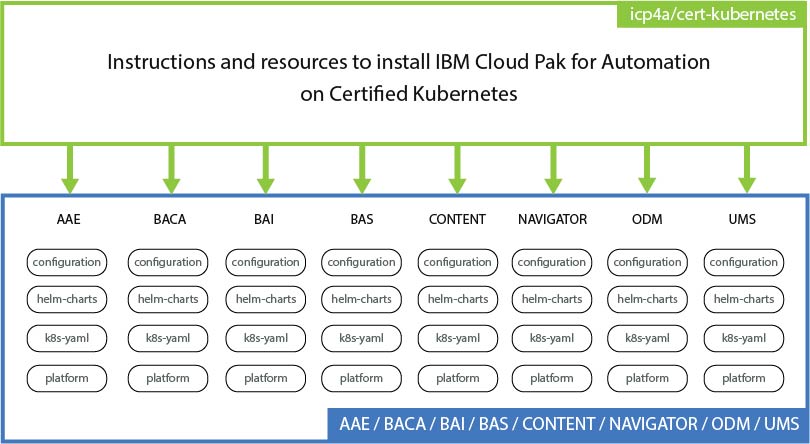 icp4a/cert-kubernetes
Instructions and resources to install IBM Cloud Pak for Automation
on Certified Kubernetes
AAE BACA BAI BAS CONTENT NAVIGATOR ODM UMS
configuration configuration configuration configuration configuration configuration configuration configuration
helm-charts helm-charts helm-charts helm-charts helm-charts helm-charts helm-charts helm-charts
k8s-yaml k8s-yaml k8s-yaml k8s-yaml k8s-yaml k8s-yaml k8s-yaml k8s-yaml
platform platform platform platform platform platform platform platform
AAE / BACA / BAI / BAS / CONTENT / NAVIGATOR / ODM / UMS